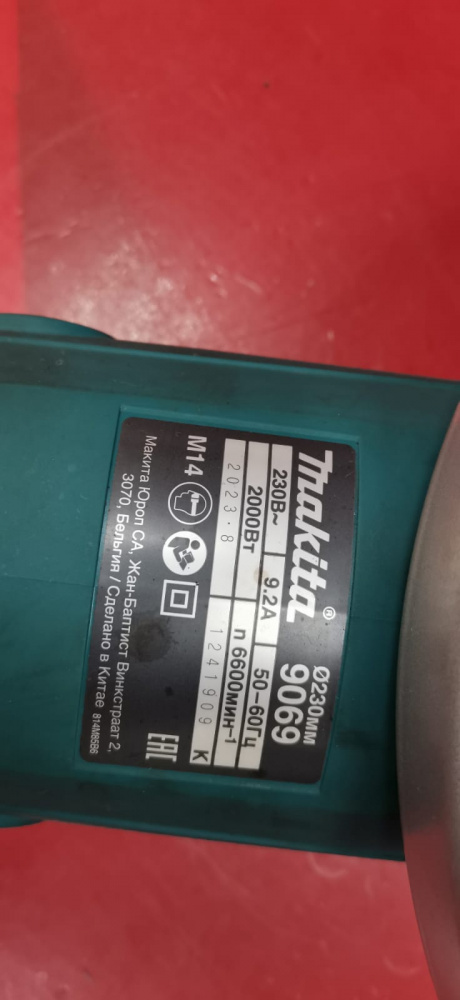 Makita® Ø230мм
9069
230В~ 9.2А 50–60Гц
2000Вт n 6600мин–1
2023.8 1241909 K
M14
EAC
Макита Юроп СА, Жан-Баптист Винкстраат 2,
3070, Бельгия / Сделано в Китае 814M85B6